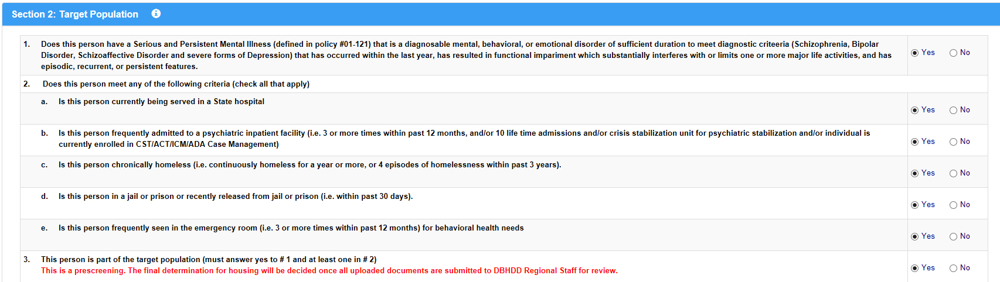 Section 2: Target Population
1. Does this person have a Serious and Persistent Mental Illness (defined in policy #01-121) that is a diagnosable mental, behavioral, or emotional disorder of sufficient duration to meet diagnostic criteeria (Schizophrenia, Bipolar
Disorder, Schizoaffective Disorder and severe forms of Depression) that has occurred within the last year, has resulted in functional impariment which substantially interferes with or limits one or more major life activities, and has
episodic, recurrent, or persistent features.
Yes No
2. Does this person meet any of the following criteria (check all that apply)
a. Is this person currently being served in a State hospital
Yes No
b. Is this person frequently admitted to a psychiatric inpatient facility (i.e. 3 or more times within past 12 months, and/or 10 life time admissions and/or crisis stabilization unit for psychiatric stabilization and/or individual is
currently enrolled in CST/ACT/ICM/ADA Case Management)
Yes No
c. Is this person chronically homeless (i.e. continuously homeless for a year or more, or 4 episodes of homelessness within past 3 years).
Yes No
d. Is this person in a jail or prison or recently released from jail or prison (i.e. within past 30 days).
Yes No
e. Is this person frequently seen in the emergency room (i.e. 3 or more times within past 12 months) for behavioral health needs
Yes No
3. This person is part of the target population (must answer yes to # 1 and at least one in # 2)
This is a prescreening. The final determination for housing will be decided once all uploaded documents are submitted to DBHDD Regional Staff for review.
Yes No